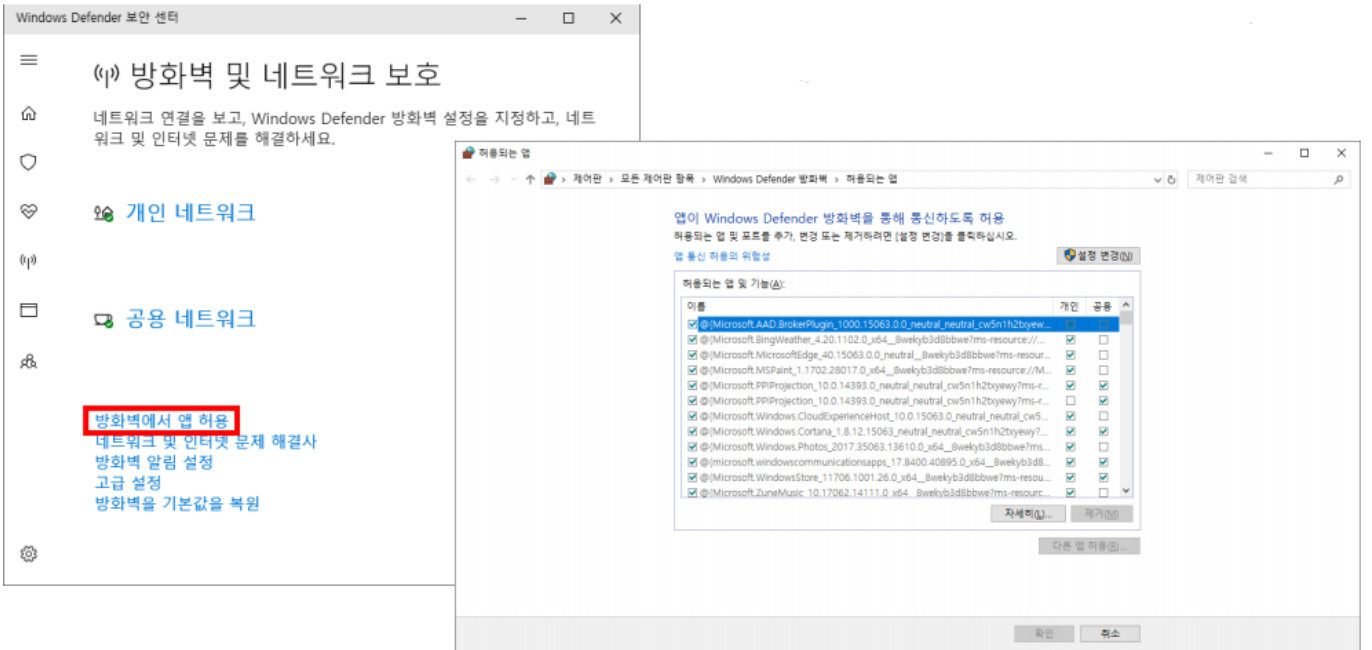 Windows Defender 보안 센터
방화벽 및 네트워크 보호
네트워크 연결을 보고, Windows Defender 방화벽 설정을 지정하고, 네트
워크 및 인터넷 문제를 해결하세요.
개인 네트워크
공용 네트워크
방화벽에서 앱 허용
네트워크 및 인터넷 문제 해결사
방화벽 알림 설정
고급 설정
방화벽을 기본값을 복원
허용되는 앱
제어판 › 모든 제어판 항목 › Windows Defender 방화벽 › 허용되는 앱
제어판 검색
앱이 Windows Defender 방화벽을 통해 통신하도록 허용
허용되는 앱 및 포트를 추가, 변경 또는 제거하려면 [설정 변경]을 클릭하십시오.
앱 통신 허용의 위험성
설정 변경(N)
허용되는 앱 및 기능(A):
이름 개인 공용
@{Microsoft.AAD.BrokerPlugin_1000.15063.0.0_neutral_neutral_cw5n1h2txyew...
@{Microsoft.BingWeather_4.20.1102.0_x64__8wekyb3d8bbwe?ms-resource://...
@{Microsoft.MicrosoftEdge_40.15063.0.0_neutral__8wekyb3d8bbwe?ms-resour...
@{Microsoft.MSPaint_1.1702.28017.0_x64__8wekyb3d8bbwe?ms-resource://M...
@{Microsoft.PPIProjection_10.0.14393.0_neutral_neutral_cw5n1h2txyewy?ms-r...
@{Microsoft.PPIProjection_10.0.14393.0_neutral_neutral_cw5n1h2txyewy?ms-r...
@{Microsoft.Windows.CloudExperienceHost_10.0.15063.0_neutral_neutral_cw5...
@{Microsoft.Windows.Cortana_1.8.12.15063_neutral_neutral_cw5n1h2txyewy?...
@{Microsoft.Windows.Photos_2017.35063.13610.0_x64__8wekyb3d8bbwe?ms...
@{microsoft.windowscommunicationsapps_17.8400.40895.0_x64__8wekyb3d8...
@{Microsoft.WindowsStore_11706.1001.26.0_x64__8wekyb3d8bbwe?ms-resou...
@{Microsoft.ZuneMusic_10.17062.14111.0_x64__8wekyb3d8bbwe?ms-resourc...
자세히(L)... 제거(M)
다른 앱 허용(R)...
확인 취소